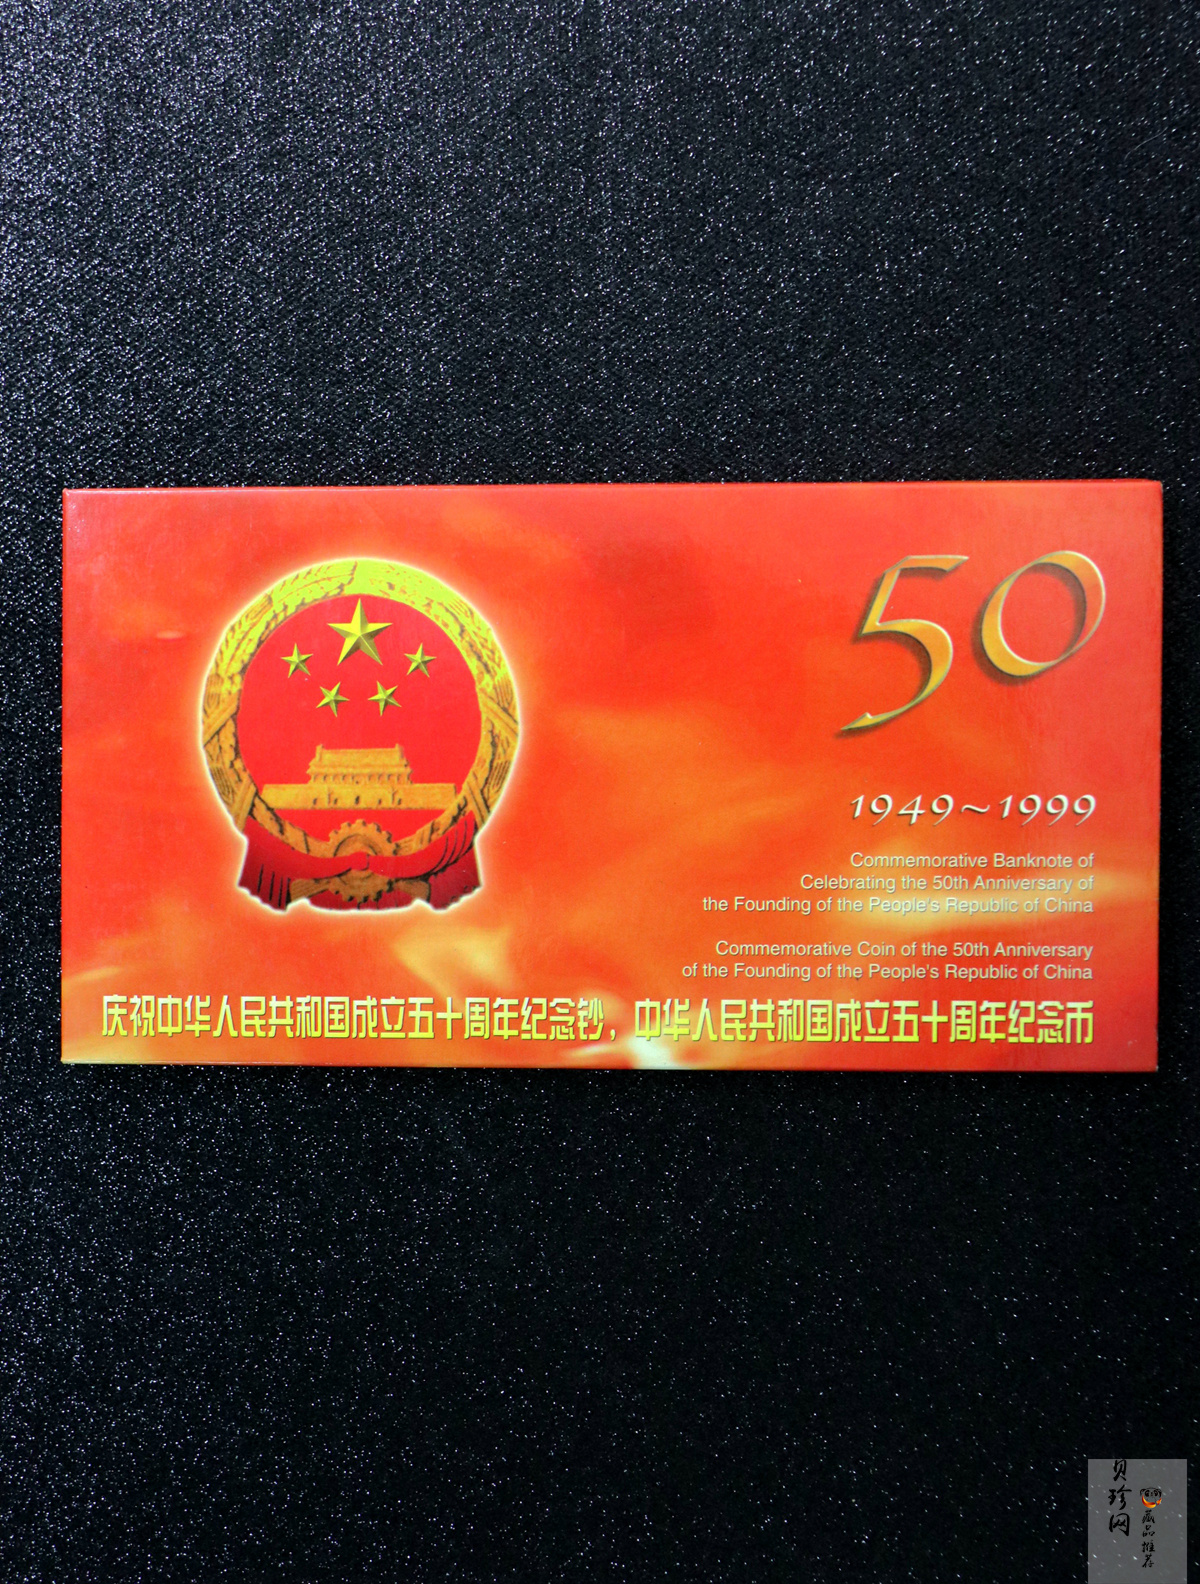 50
1949~1999
Commemorative Banknote of
Celebrating the 50th Anniversary of
the Founding of the People's Republic of China
Commemorative Coin of the 50th Anniversary
of the Founding of the People's Republic of China
庆祝中华人民共和国成立五十周年纪念钞，中华人民共和国成立五十周年纪念币
贝珍网
藏品推荐